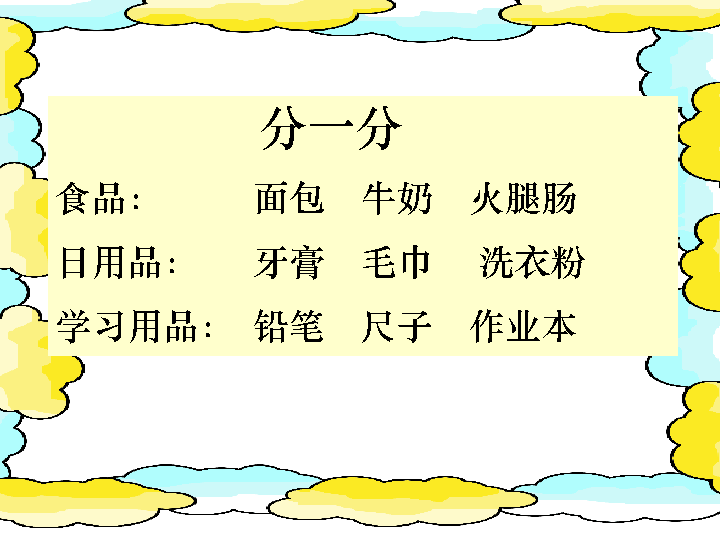 分一分
食品： 面包 牛奶 火腿肠
日用品： 牙膏 毛巾 洗衣粉
学习用品： 铅笔 尺子 作业本